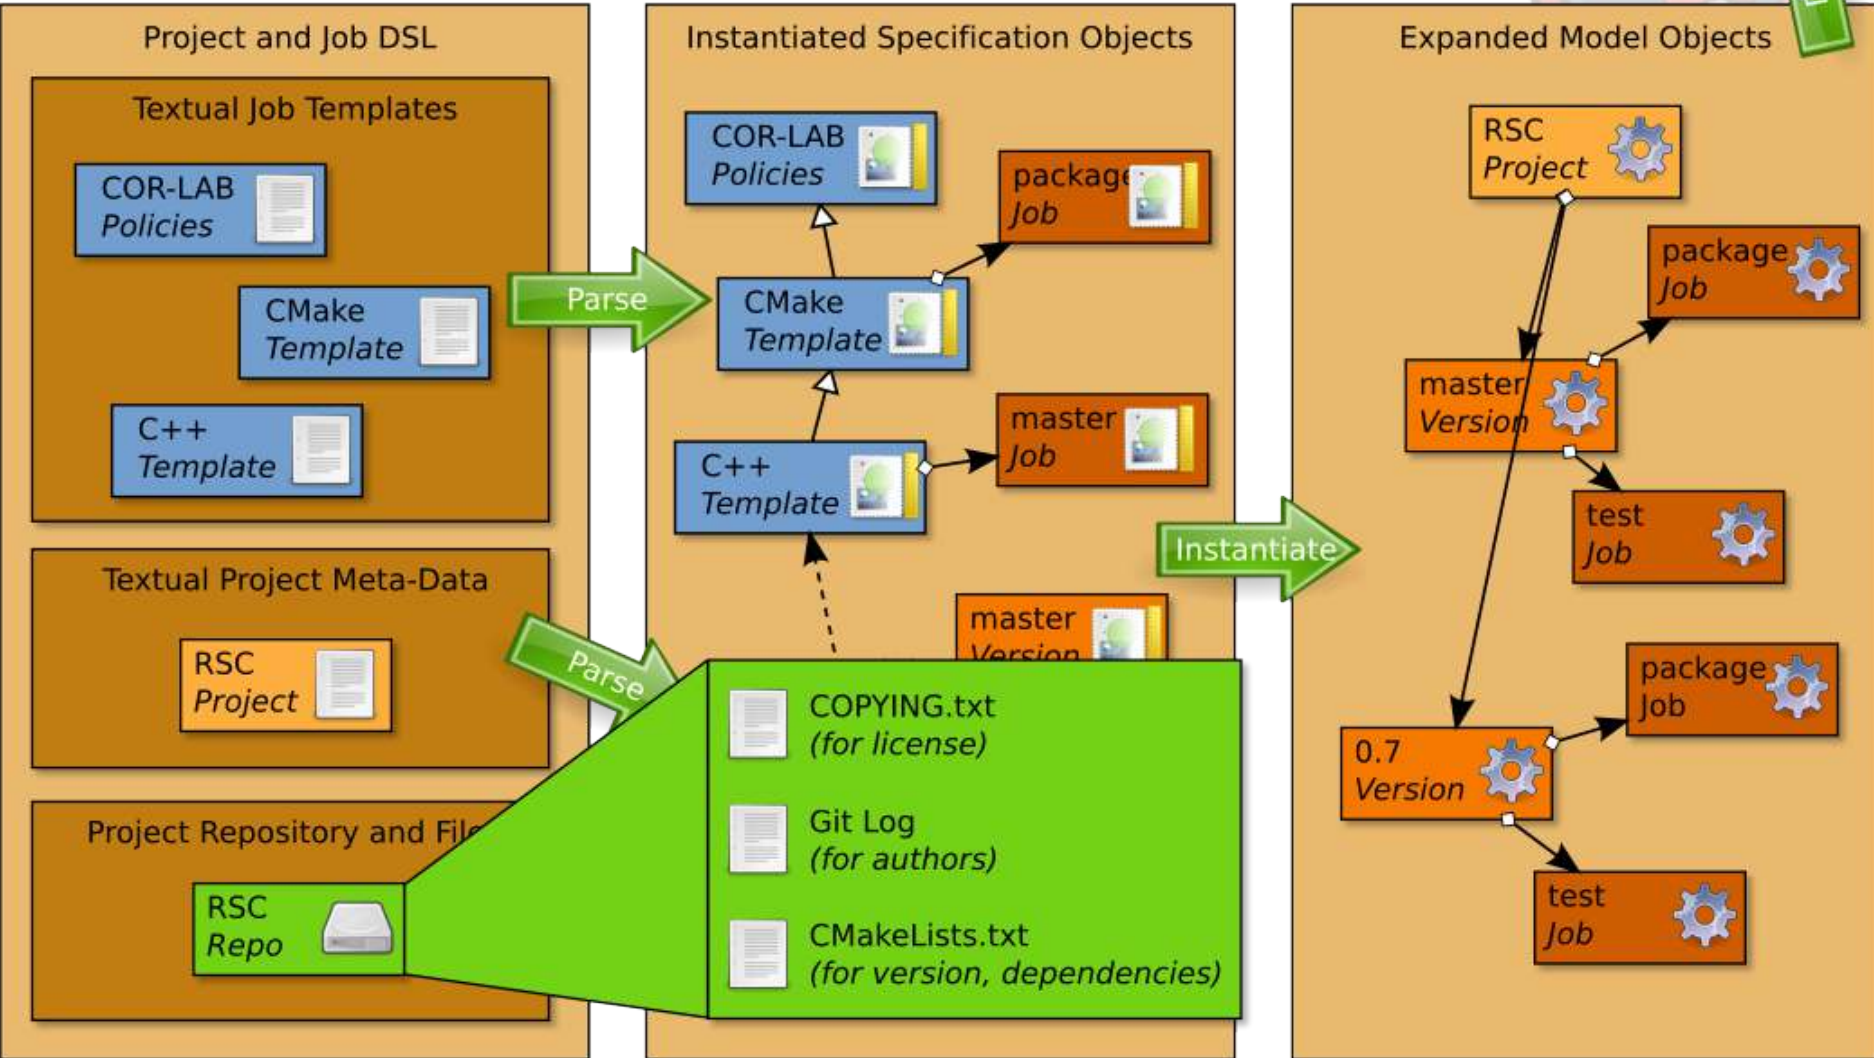 Project and Job DSL
Textual Job Templates
COR-LAB
Policies
CMake
Template
C++
Template
Textual Project Meta-Data
RSC
Project
Project Repository and
RSC
Repo
Parse
Parse
Instantiated Specification Objects
COR-LAB
Policies
package
Job
CMake
Template
master
Job
C++
Template
master
Version
COPYING.txt
(for license)
Git Log
(for authors)
CMakeLists.txt
(for version, dependencies)
Instantiate
Expanded Model Objects
RSC
Project
package
Job
master
Version
test
Job
package
Job
0.7
Version
test
Job